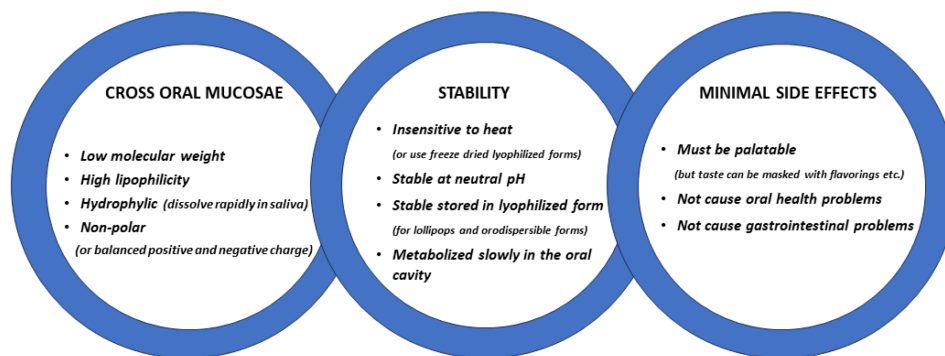 CROSS ORAL MUCOSAE
• Low molecular weight
• High lipophilicity
• Hydrophylic (dissolve rapidly in saliva)
• Non-polar
(or balanced positive and negative charge)
STABILITY
• Insensitive to heat
(or use freeze dried lyophilized forms)
• Stable at neutral pH
• Stable stored in lyophilized form
(for lollipops and orodispersible forms)
• Metabolized slowly in the oral
cavity
MINIMAL SIDE EFFECTS
• Must be palatable
(but taste can be masked with flavorings etc.)
• Not cause oral health problems
• Not cause gastrointestinal problems